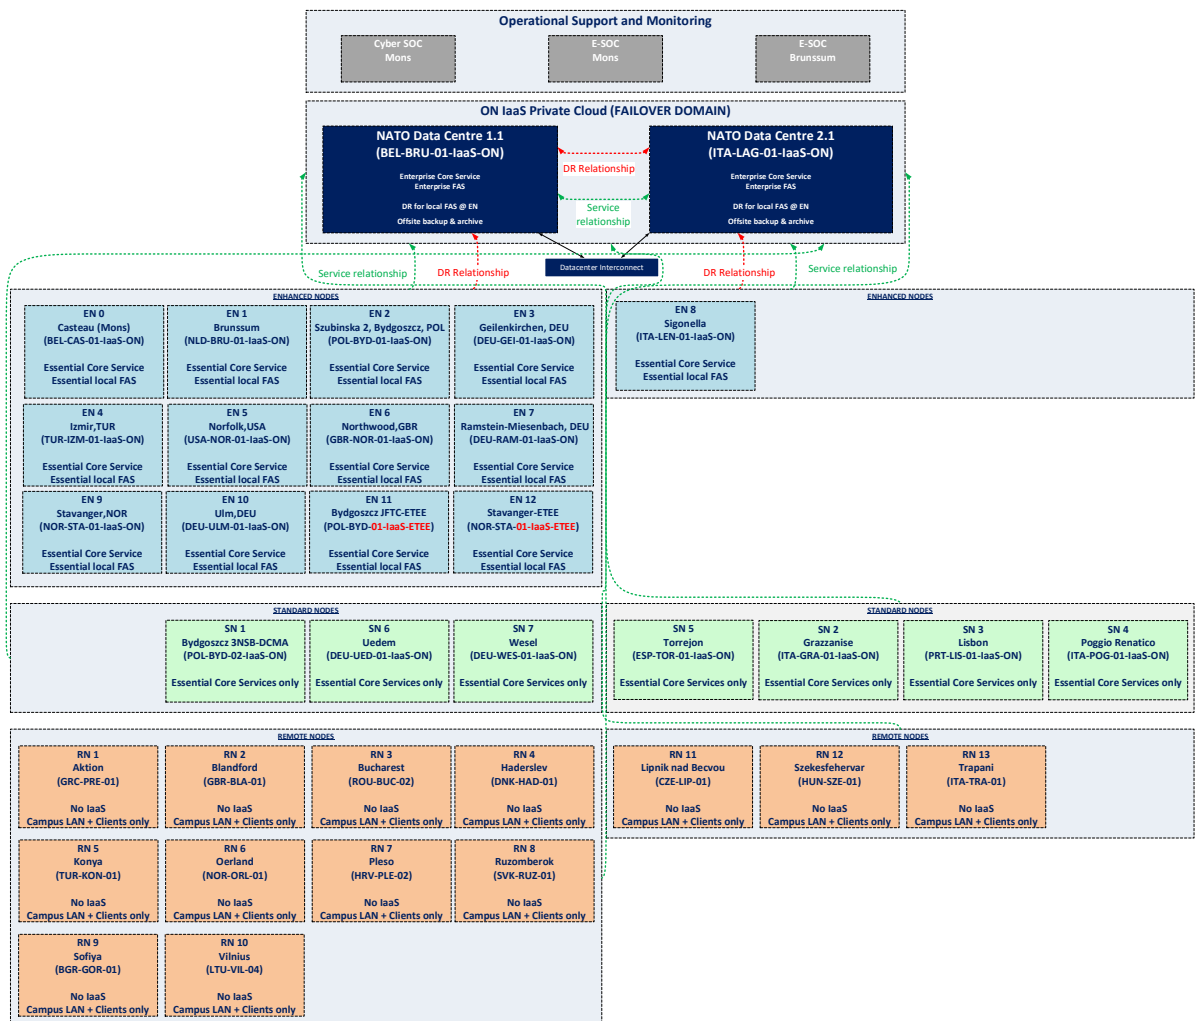 Operational Support and Monitoring
Cyber SOC
Mons
E-SOC
Mons
E-SOC
Brunssum
ON IaaS Private Cloud (FAILOVER DOMAIN)
NATO Data Centre 1.1
(BEL-BRU-01-IaaS-ON)
Enterprise Core Service
Enterprise FAS
DR for local FAS @ EN
Offsite backup & archive
DR Relationship
Service
relationship
NATO Data Centre 2.1
(ITA-LAG-01-IaaS-ON)
Enterprise Core Service
Enterprise FAS
DR for local FAS @ EN
Offsite backup & archive
Service relationship
DR Relationship
Datacenter Interconnect
DR Relationship
Service relationship
ENHANCED NODES
EN 0
Casteau (Mons)
(BEL-CAS-01-IaaS-ON)
Essential Core Service
Essential local FAS
EN 1
Brunssum
(NLD-BRU-01-IaaS-ON)
Essential Core Service
Essential local FAS
EN 2
Szubinska 2, Bydgoszcz, POL
(POL-BYD-01-IaaS-ON)
Essential Core Service
Essential local FAS
EN 3
Geilenkirchen, DEU
(DEU-GEI-01-IaaS-ON)
Essential Core Service
Essential local FAS
EN 4
Izmir,TUR
(TUR-IZM-01-IaaS-ON)
Essential Core Service
Essential local FAS
EN 5
Norfolk,USA
(USA-NOR-01-IaaS-ON)
Essential Core Service
Essential local FAS
EN 6
Northwood,GBR
(GBR-NOR-01-IaaS-ON)
Essential Core Service
Essential local FAS
EN 7
Ramstein-Miesenbach, DEU
(DEU-RAM-01-IaaS-ON)
Essential Core Service
Essential local FAS
EN 9
Stavanger,NOR
(NOR-STA-01-IaaS-ON)
Essential Core Service
Essential local FAS
EN 10
Ulm,DEU
(DEU-ULM-01-IaaS-ON)
Essential Core Service
Essential local FAS
EN 11
Bydgoszcz JFTC-ETEE
(POL-BYD-01-IaaS-ETEE)
Essential Core Service
Essential local FAS
EN 12
Stavanger-ETEE
(NOR-STA-01-IaaS-ETEE)
Essential Core Service
Essential local FAS
ENHANCED NODES
EN 8
Sigonella
(ITA-LEN-01-IaaS-ON)
Essential Core Service
Essential local FAS
STANDARD NODES
SN 1
Bydgoszcz 3NSB-DCMA
(POL-BYD-02-IaaS-ON)
Essential Core Services only
SN 6
Uedem
(DEU-UED-01-IaaS-ON)
Essential Core Services only
SN 7
Wesel
(DEU-WES-01-IaaS-ON)
Essential Core Services only
STANDARD NODES
SN 5
Torrejon
(ESP-TOR-01-IaaS-ON)
Essential Core Services only
SN 2
Grazzanise
(ITA-GRA-01-IaaS-ON)
Essential Core Services only
SN 3
Lisbon
(PRT-LIS-01-IaaS-ON)
Essential Core Services only
SN 4
Poggio Renatico
(ITA-POG-01-IaaS-ON)
Essential Core Services only
REMOTE NODES
RN 1
Aktion
(GRC-PRE-01)
No IaaS
Campus LAN + Clients only
RN 2
Blandford
(GBR-BLA-01)
No IaaS
Campus LAN + Clients only
RN 3
Bucharest
(ROU-BUC-02)
No IaaS
Campus LAN + Clients only
RN 4
Haderslev
(DNK-HAD-01)
No IaaS
Campus LAN + Clients only
RN 5
Konya
(TUR-KON-01)
No IaaS
Campus LAN + Clients only
RN 6
Oerland
(NOR-ORL-01)
No IaaS
Campus LAN + Clients only
RN 7
Pleso
(HRV-PLE-02)
No IaaS
Campus LAN + Clients only
RN 8
Ruzomberok
(SVK-RUZ-01)
No IaaS
Campus LAN + Clients only
RN 9
Sofiya
(BGR-GOR-01)
No IaaS
Campus LAN + Clients only
RN 10
Vilnius
(LTU-VIL-04)
No IaaS
Campus LAN + Clients only
REMOTE NODES
RN 11
Lipnik nad Becvou
(CZE-LIP-01)
No IaaS
Campus LAN + Clients only
RN 12
Szekesfehervar
(HUN-SZE-01)
No IaaS
Campus LAN + Clients only
RN 13
Trapani
(ITA-TRA-01)
No IaaS
Campus LAN + Clients only